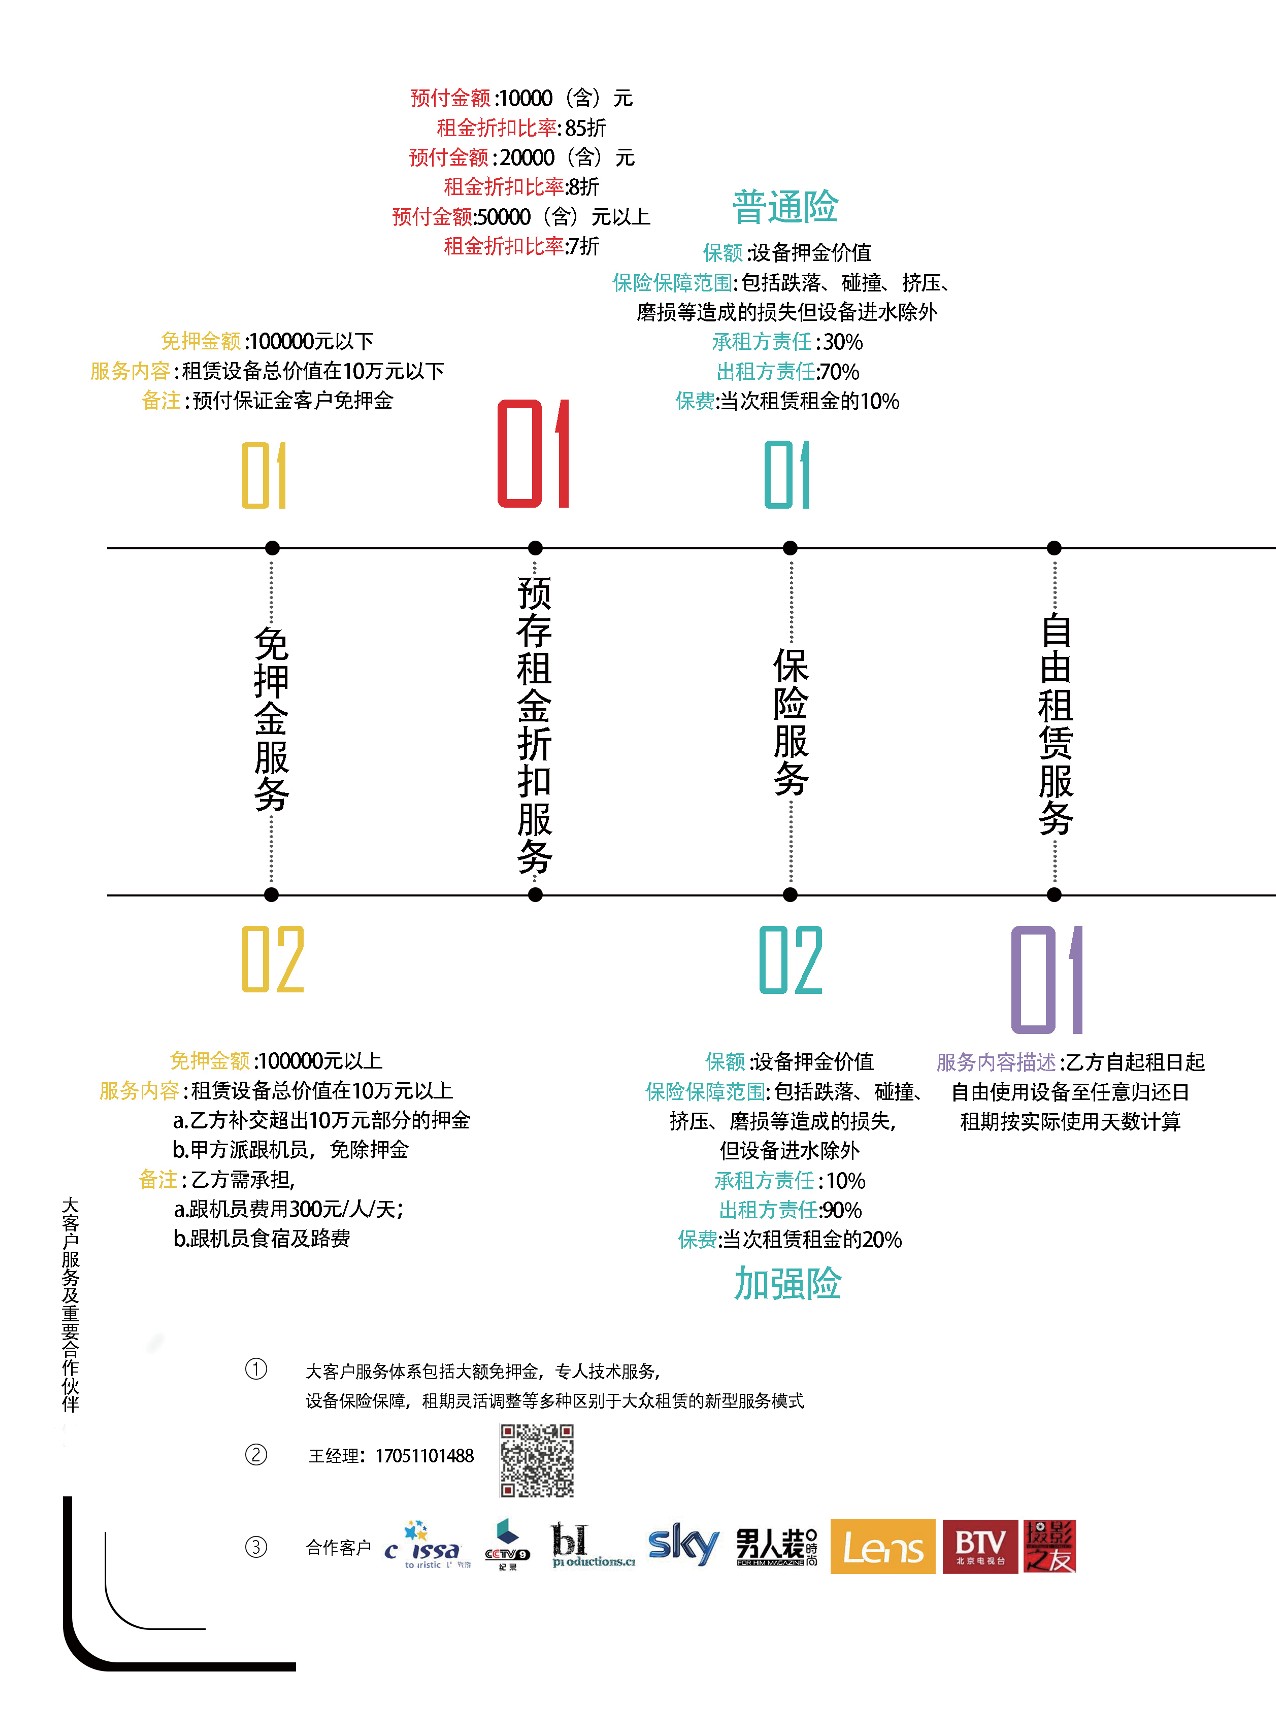 预付金额:10000（含）元
租金折扣比率:85折
预付金额:20000（含）元
租金折扣比率:8折
预付金额:50000（含）元以上
租金折扣比率:7折
普通险
保额:设备押金价值
保险保障范围:包括跌落、碰撞、挤压、
磨损等造成的损失但设备进水除外
承租方责任:30%
出租方责任:70%
保费:当次租赁租金的10%
免押金额:100000元以下
服务内容:租赁设备总价值在10万元以下
备注:预付保证金客户免押金
01
01
01
免押金服务
预存租金折扣服务
保险服务
自由租赁服务
02
02
01
免押金额:100000元以上
服务内容:租赁设备总价值在10万元以上
a.乙方补交超出10万元部分的押金
b.甲方派跟机员，免除押金
备注:乙方需承担，
a.跟机员费用300元/人/天；
b.跟机员食宿及路费
保额:设备押金价值
保险保障范围:包括跌落、碰撞、
挤压、磨损等造成的损失，
但设备进水除外
承租方责任:10%
出租方责任:90%
保费:当次租赁租金的20%
加强险
服务内容描述:乙方自起租日起
自由使用设备至任意归还日
租期按实际使用天数计算
大客户服务及重要合作伙伴
① 大客户服务体系包括大额免押金，专人技术服务，
设备保险保障，租期灵活调整等多种区别于大众租赁的新型服务模式
② 王经理：17051101488
③ 合作客户
CCTV 9
纪录
sky
男人装
时尚
FOR HIM MAGAZINE
Lens
BTV
北京电视台
摄影
之友